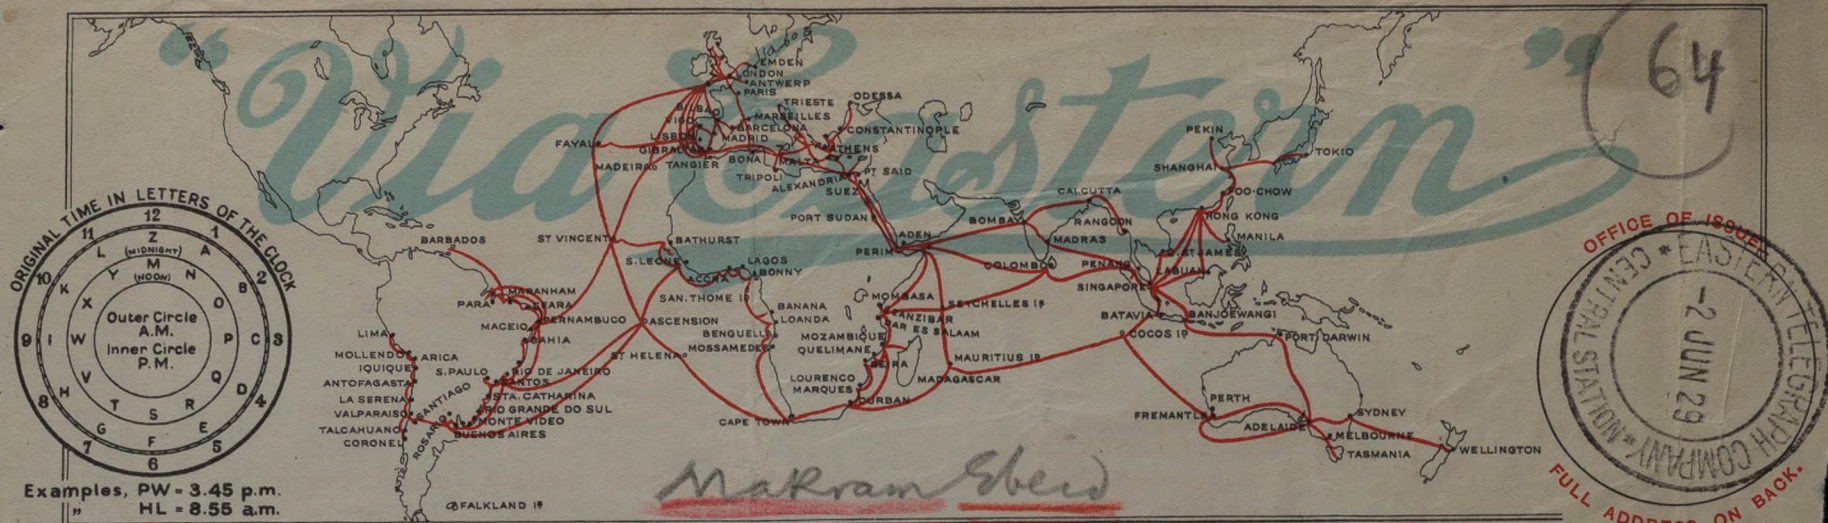 "Via Eastern."
64
ORIGINAL TIME IN LETTERS OF THE CLOCK
12 1 2 3 4 5 6 7 8 9 10 11
Z A B C D E F G H I K L
(MIDNIGHT)
M N O P Q R S T V W X Y
(NOON)
Outer Circle
A.M.
Inner Circle
P.M.
Examples, PW = 3.45 p.m.
„ HL = 8.55 a.m.
EMDEN
LONDON
ANTWERP
PARIS
BILBAO
VIGO
LISBON
GIBRAL
MADRID
BARCELONA
MARSEILLES
TRIESTE
ODESSA
CONSTANTINOPLE
ATHENS
FAYAL
MADEIRA
TANGIER
BONA
MALTA
TRIPOLI
ALEXANDRIA
PT SAID
SUEZ
PORT SUDAN
ADEN
PERIM
BOMBAY
CALCUTTA
RANGOON
MADRAS
COLOMBO
PENANG
SINGAPORE
PEKIN
SHANGHAI
TOKIO
FOO-CHOW
HONG KONG
MANILA
C. ST JAMES
LABUAN
BATAVIA
BANJOEWANGI
COCOS Iˢ
PORT DARWIN
BARBADOS
ST VINCENT
BATHURST
S.LEONE
ACCRA
LAGOS
BONNY
SAN.THOME Iˢ
MARANHAM
PARA
CEARA
PERNAMBUCO
MACEIO
BAHIA
ASCENSION
ST HELENA
BANANA
LOANDA
BENGUELLA
MOSSAMEDES
MOMBASA
ZANZIBAR
DAR ES SALAAM
SEYCHELLES Iˢ
MOZAMBIQUE
QUELIMANE
BEIRA
MAURITIUS Iˢ
MADAGASCAR
LOURENCO
MARQUES
DURBAN
CAPE TOWN
LIMA
MOLLENDO
ARICA
IQUIQUE
ANTOFAGASTA
LA SERENA
VALPARAISO
SANTIAGO
TALCAHUANO
CORONEL
ROSARIO
S.PAULO
RIO DE JANEIRO
SANTOS
STA. CATHARINA
RIO GRANDE DO SUL
MONTE VIDEO
BUENOS AIRES
FALKLAND Iˢ
PERTH
FREMANTLE
ADELAIDE
SYDNEY
MELBOURNE
TASMANIA
WELLINGTON
Makram Ebeid
OFFICE OF ISSUE
EASTERN TELEGRAPH COMPANY
CENTRAL STATION
-2 JUN 29
FULL ADDRESS ON BACK.